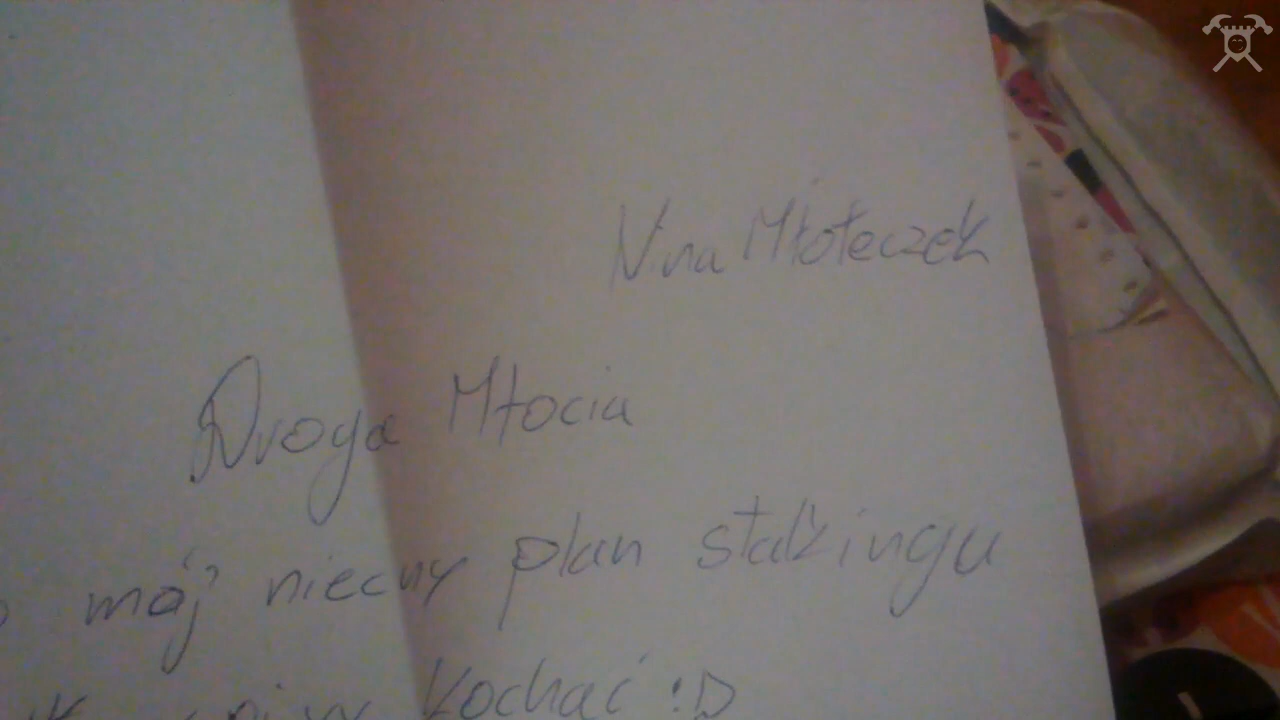 Nina Młoteczek
Droga Młocia
mój niecny plan stalkingu
kochać :D